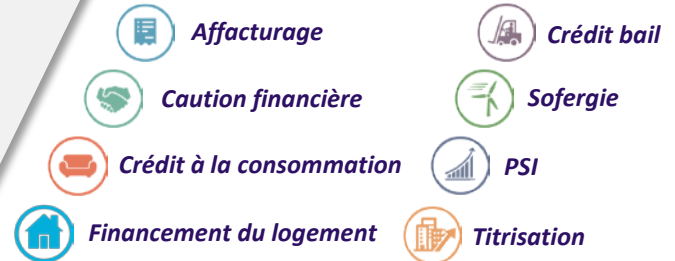 Affacturage
Crédit bail
Caution financière
Sofergie
Crédit à la consommation
PSI
Financement du logement
Titrisation